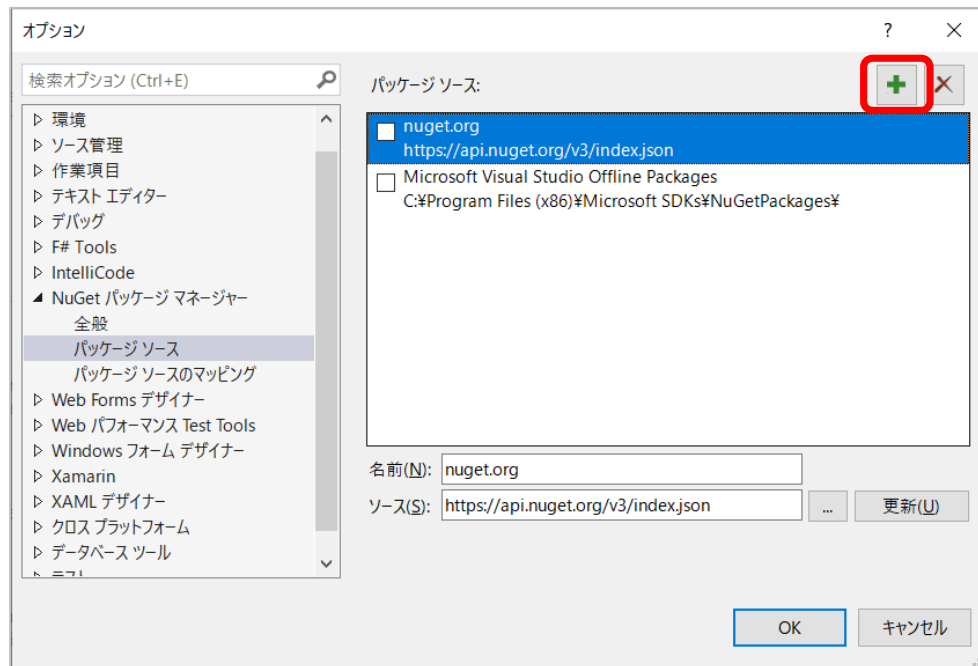 オプション
?
検索オプション (Ctrl+E)
環境
ソース管理
作業項目
テキスト エディター
デバッグ
F# Tools
IntelliCode
NuGet パッケージ マネージャー
全般
パッケージ ソース
パッケージ ソースのマッピング
Web Forms デザイナー
Web パフォーマンス Test Tools
Windows フォーム デザイナー
Xamarin
XAML デザイナー
クロス プラットフォーム
データベース ツール
テスト
パッケージ ソース:
nuget.org
https://api.nuget.org/v3/index.json
Microsoft Visual Studio Offline Packages
C:¥Program Files (x86)¥Microsoft SDKs¥NuGetPackages¥
名前(N): nuget.org
ソース(S): https://api.nuget.org/v3/index.json ... 更新(U)
OK キャンセル